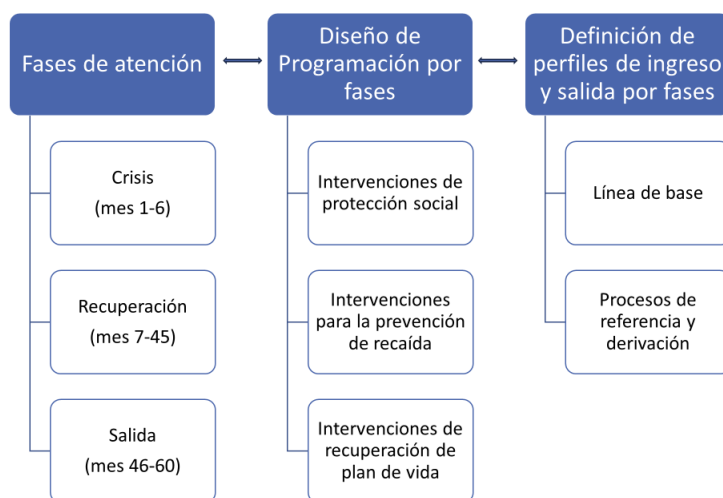 Fases de atención
Crisis
(mes 1-6)
Recuperación
(mes 7-45)
Salida
(mes 46-60)
Diseño de
Programación por
fases
Intervenciones de
protección social
Intervenciones
para la prevención
de recaída
Intervenciones de
recuperación de
plan de vida
Definición de
perfiles de ingreso
y salida por fases
Línea de base
Procesos de
referencia y
derivación